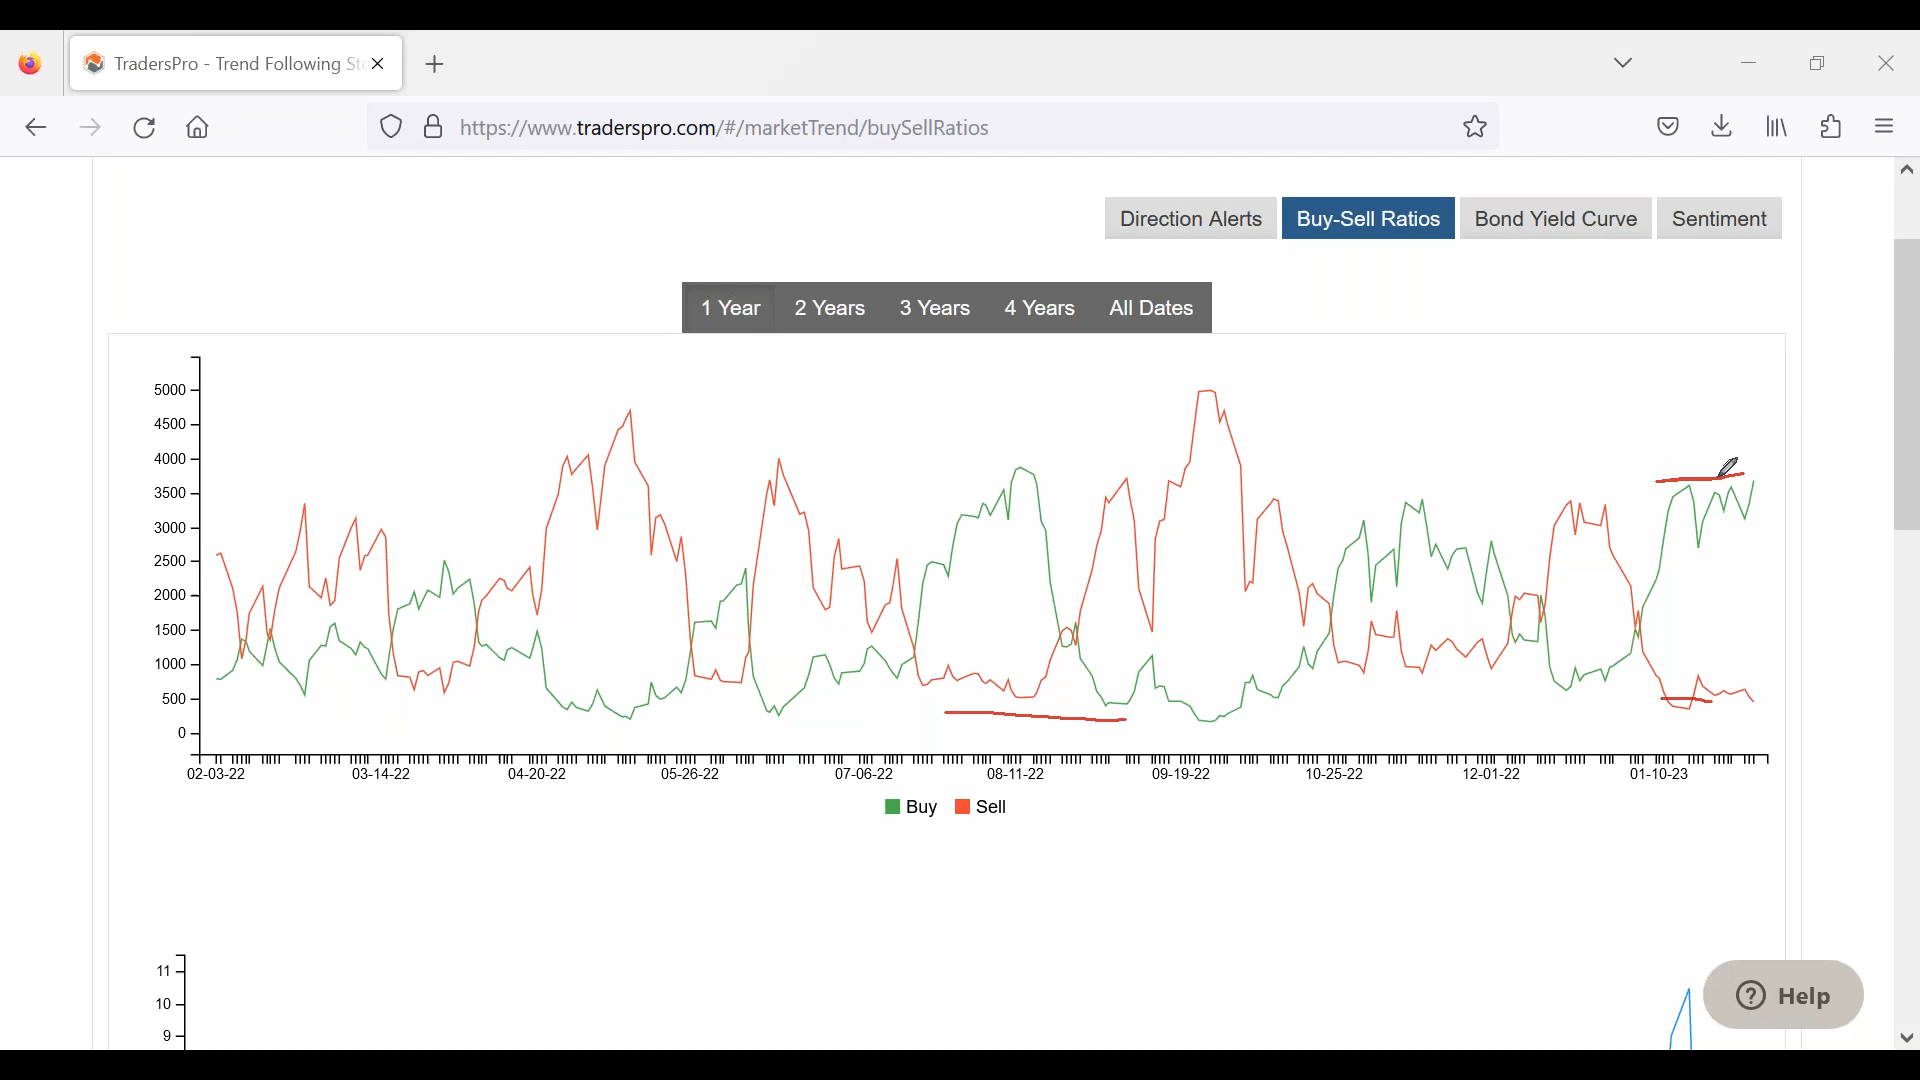 TradersPro - Trend Following St
https://www.traderspro.com/#/marketTrend/buySellRatios
Direction Alerts
Buy-Sell Ratios
Bond Yield Curve
Sentiment
1 Year
2 Years
3 Years
4 Years
All Dates
5000
4500
4000
3500
3000
2500
2000
1500
1000
500
0
02-03-22
03-14-22
04-20-22
05-26-22
07-06-22
08-11-22
09-19-22
10-25-22
12-01-22
01-10-23
Buy
Sell
11
10
9
? Help